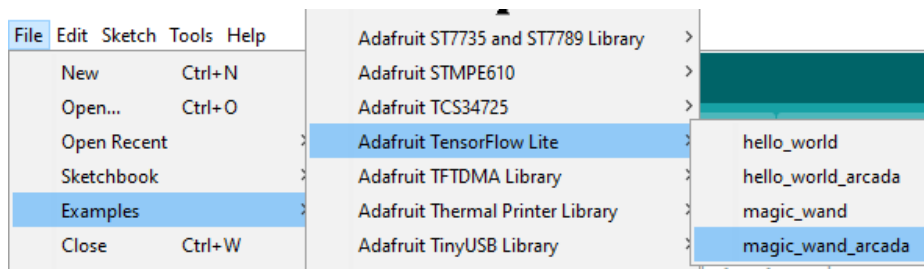 File Edit Sketch Tools Help
New Ctrl+N
Open... Ctrl+O
Open Recent
Sketchbook
Examples
Close Ctrl+W
Adafruit ST7735 and ST7789 Library
Adafruit STMPE610
Adafruit TCS34725
Adafruit TensorFlow Lite
Adafruit TFTDMA Library
Adafruit Thermal Printer Library
Adafruit TinyUSB Library
hello_world
hello_world_arcada
magic_wand
magic_wand_arcada